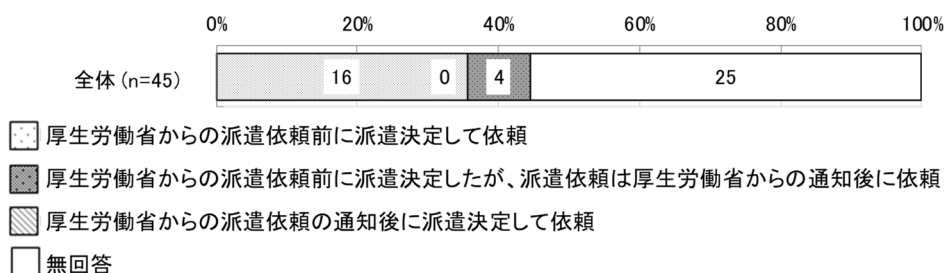 0% 20% 40% 60% 80% 100%
全体(n=45) 16 0 4 25
厚生労働省からの派遣依頼前に派遣決定して依頼
厚生労働省からの派遣依頼前に派遣決定したが、派遣依頼は厚生労働省からの通知後に依頼
厚生労働省からの派遣依頼の通知後に派遣決定して依頼
無回答